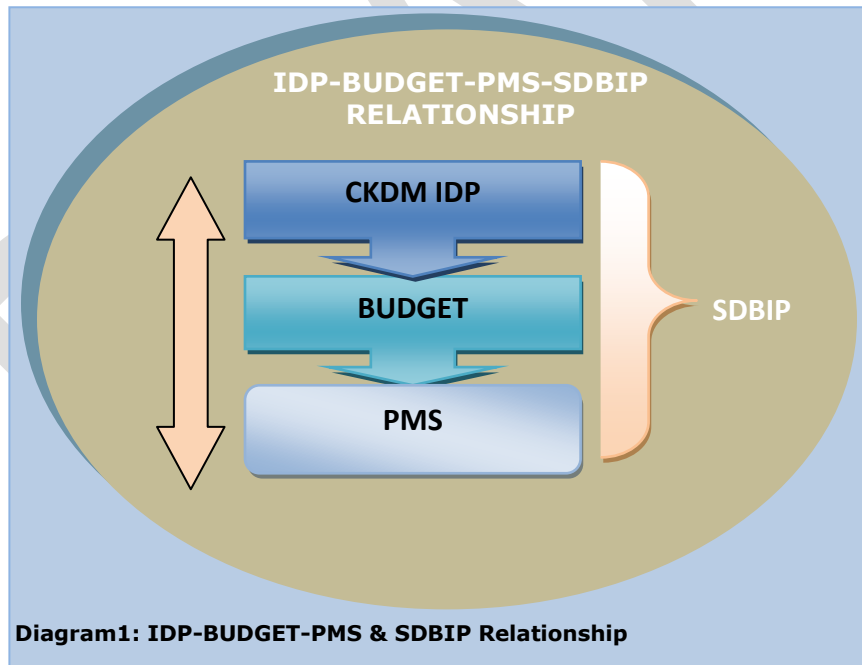 IDP-BUDGET-PMS-SDBIP
RELATIONSHIP
CKDM IDP
BUDGET
SDBIP
PMS
Diagram1: IDP-BUDGET-PMS & SDBIP Relationship